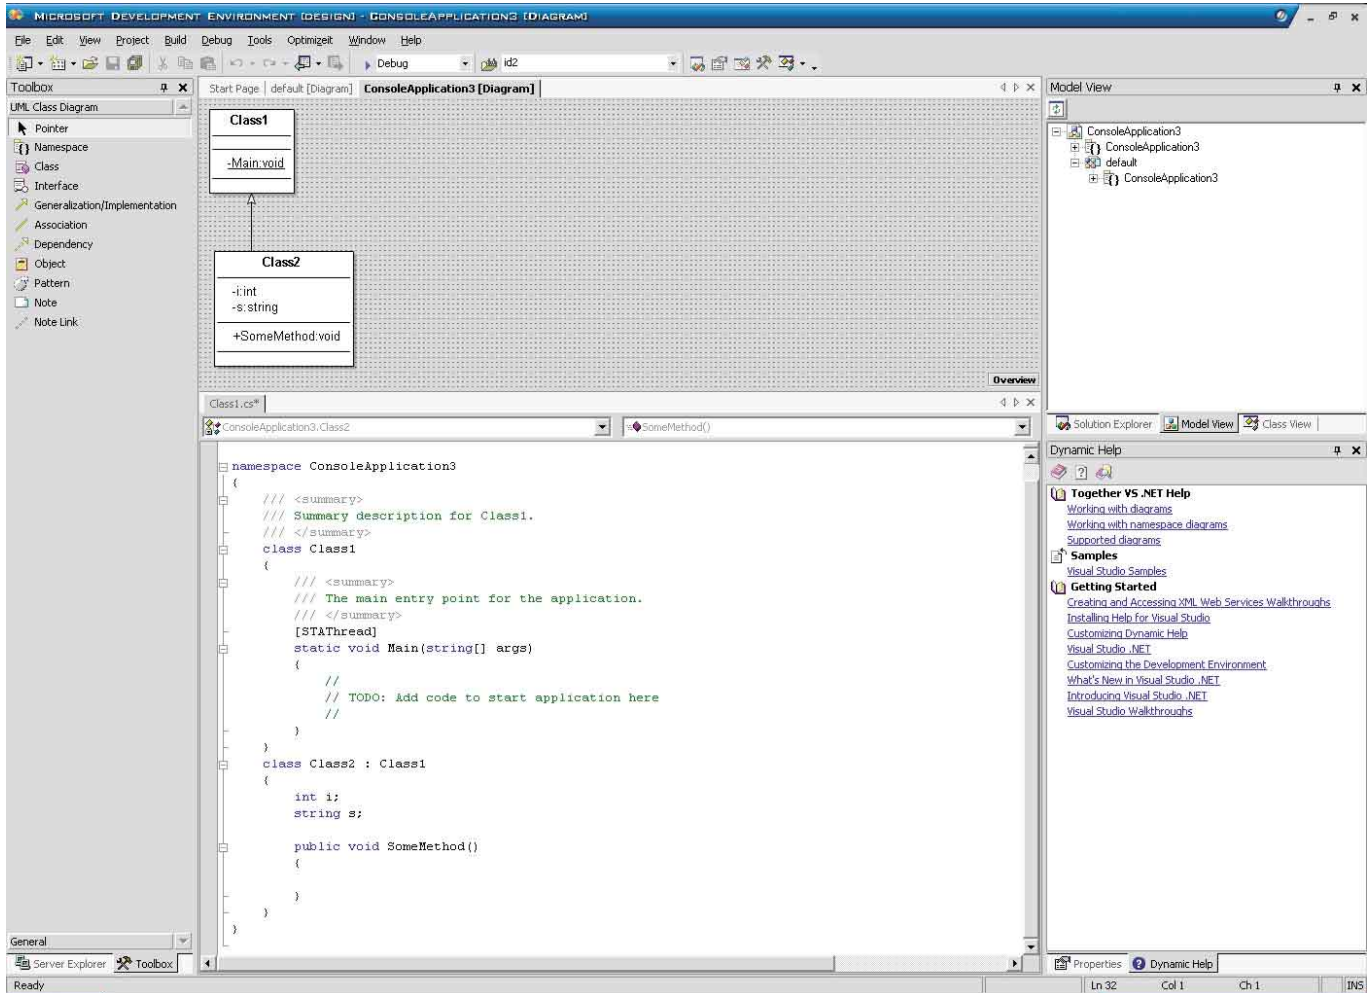 MICROSOFT DEVELOPMENT ENVIRONMENT [DESIGN] - CONSOLEAPPLICATION3 [DIAGRAM]
File Edit View Project Build Debug Tools Optimizeit Window Help
Debug id2
Toolbox
UML Class Diagram
Pointer
Namespace
Class
Interface
Generalization/Implementation
Association
Dependency
Object
Pattern
Note
Note Link
General
Server Explorer Toolbox
Start Page default [Diagram] ConsoleApplication3 [Diagram]
Class1
-Main:void
Class2
-i:int
-s:string
+SomeMethod:void
Overview
Class1.cs*
ConsoleApplication3.Class2 SomeMethod()
namespace ConsoleApplication3
{
/// <summary>
/// Summary description for Class1.
/// </summary>
class Class1
{
/// <summary>
/// The main entry point for the application.
/// </summary>
[STAThread]
static void Main(string[] args)
{
//
// TODO: Add code to start application here
//
}
}
class Class2 : Class1
{
int i;
string s;
public void SomeMethod()
{
}
}
}
Model View
ConsoleApplication3
{} ConsoleApplication3
default
{} ConsoleApplication3
Solution Explorer Model View Class View
Dynamic Help
Together VS .NET Help
Working with diagrams
Working with namespace diagrams
Supported diagrams
Samples
Visual Studio Samples
Getting Started
Creating and Accessing XML Web Services Walkthroughs
Installing Help for Visual Studio
Customizing Dynamic Help
Visual Studio .NET
Customizing the Development Environment
What's New in Visual Studio .NET
Introducing Visual Studio .NET
Visual Studio Walkthroughs
Properties Dynamic Help
Ready Ln 32 Col 1 Ch 1 INS